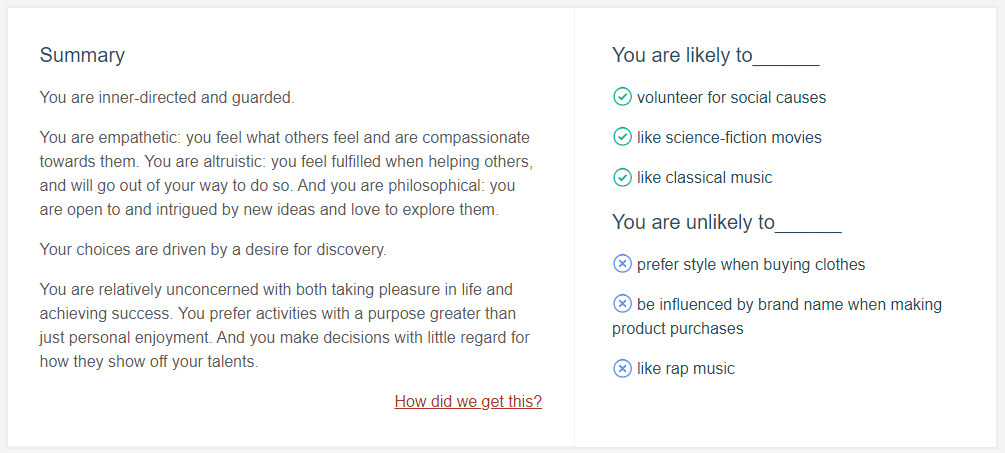 Summary
You are inner-directed and guarded.
You are empathetic: you feel what others feel and are compassionate
towards them. You are altruistic: you feel fulfilled when helping others,
and will go out of your way to do so. And you are philosophical: you
are open to and intrigued by new ideas and love to explore them.
Your choices are driven by a desire for discovery.
You are relatively unconcerned with both taking pleasure in life and
achieving success. You prefer activities with a purpose greater than
just personal enjoyment. And you make decisions with little regard for
how they show off your talents.
How did we get this?
You are likely to______
volunteer for social causes
like science-fiction movies
like classical music
You are unlikely to______
prefer style when buying clothes
be influenced by brand name when making
product purchases
like rap music